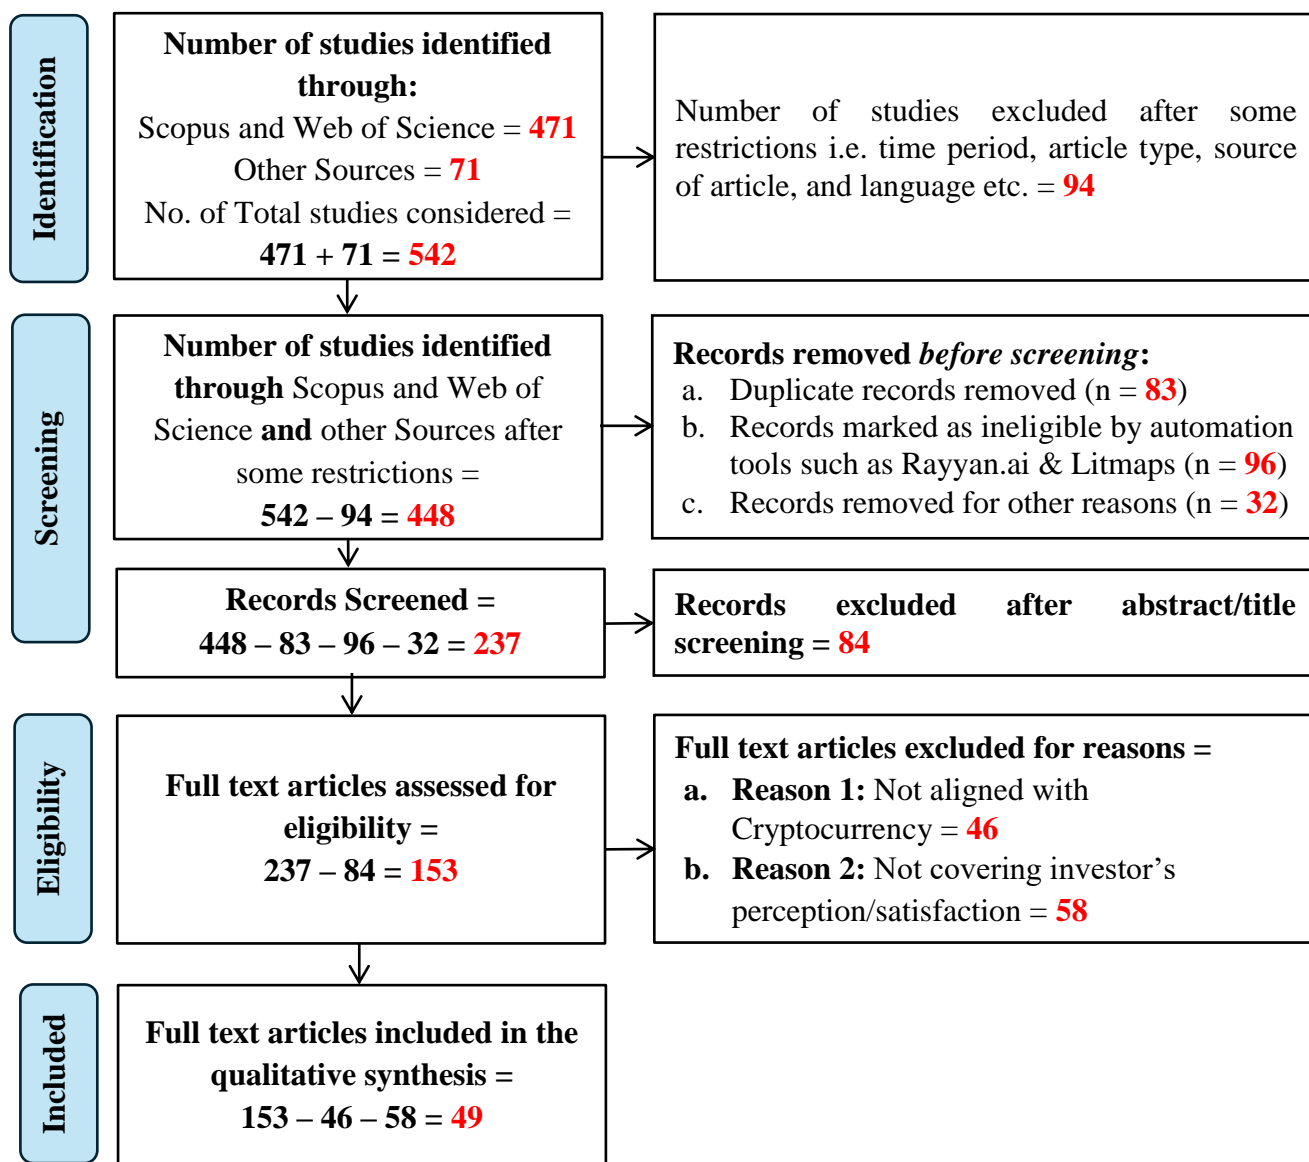 Identification
Number of studies identified
through:
Scopus and Web of Science = 471
Other Sources = 71
No. of Total studies considered =
471 + 71 = 542
Number of studies excluded after some
restrictions i.e. time period, article type, source
of article, and language etc. = 94
Screening
Number of studies identified
through Scopus and Web of
Science and other Sources after
some restrictions =
542 – 94 = 448
Records removed before screening:
a. Duplicate records removed (n = 83)
b. Records marked as ineligible by automation
tools such as Rayyan.ai & Litmaps (n = 96)
c. Records removed for other reasons (n = 32)
Records Screened =
448 – 83 – 96 – 32 = 237
Records excluded after abstract/title
screening = 84
Eligibility
Full text articles assessed for
eligibility =
237 – 84 = 153
Full text articles excluded for reasons =
a. Reason 1: Not aligned with
Cryptocurrency = 46
b. Reason 2: Not covering investor’s
perception/satisfaction = 58
Included
Full text articles included in the
qualitative synthesis =
153 – 46 – 58 = 49